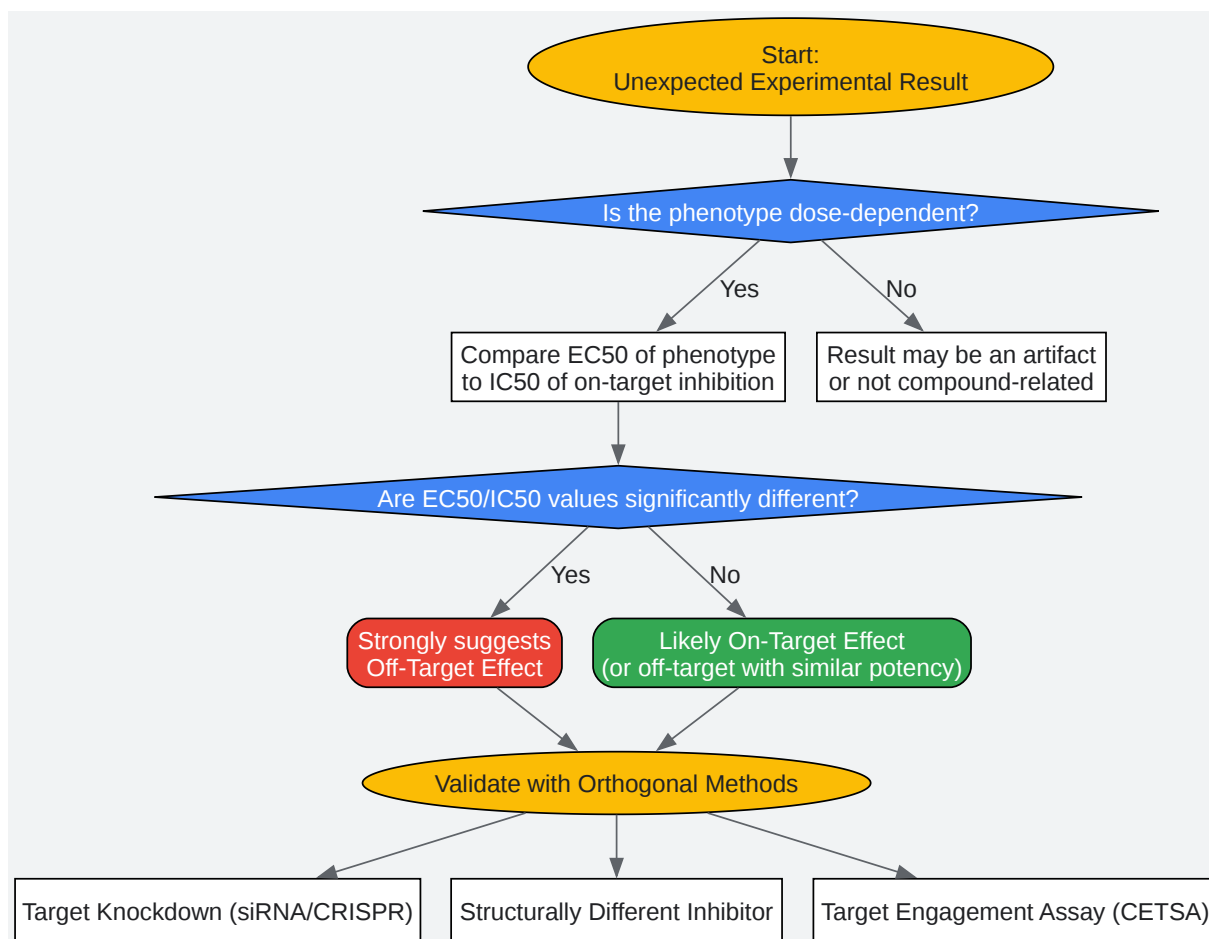 Start:
Unexpected Experimental Result
Is the phenotype dose-dependent?
Yes
No
Compare EC50 of phenotype
to IC50 of on-target inhibition
Result may be an artifact
or not compound-related
Are EC50/IC50 values significantly different?
Yes
No
Strongly suggests
Off-Target Effect
Likely On-Target Effect
(or off-target with similar potency)
Validate with Orthogonal Methods
Target Knockdown (siRNA/CRISPR)
Structurally Different Inhibitor
Target Engagement Assay (CETSA)